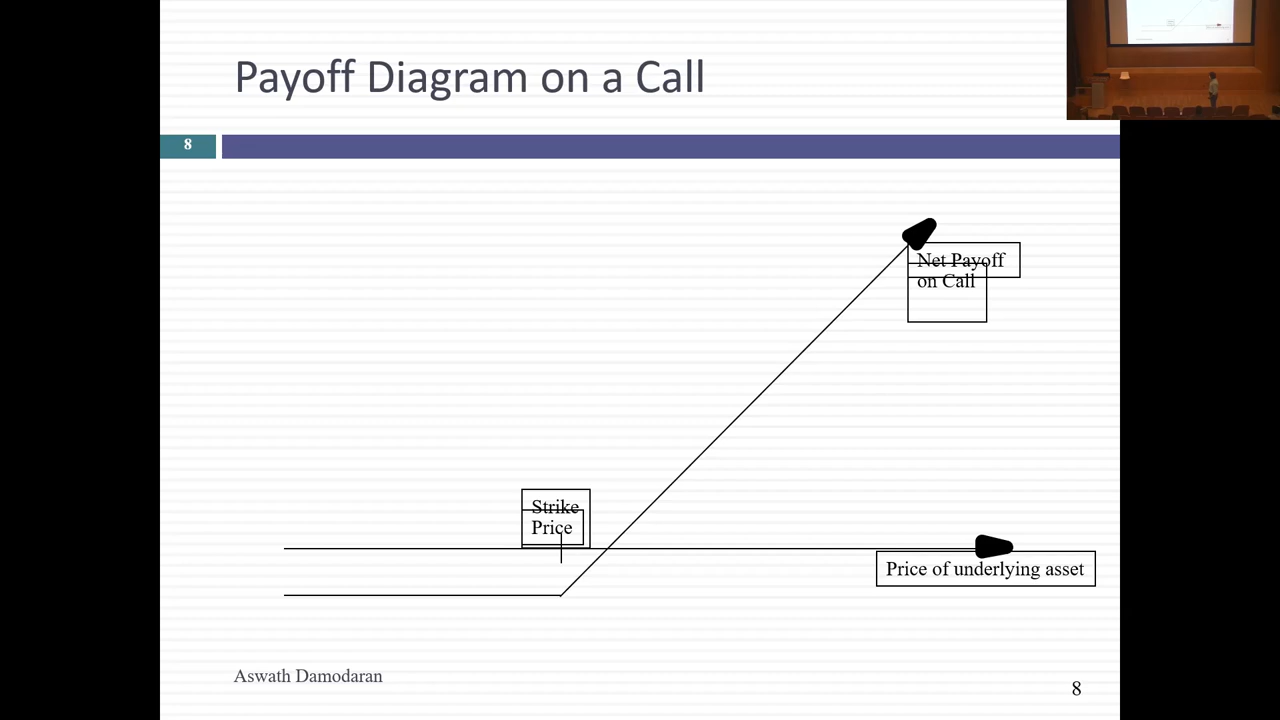 Payoff Diagram on a Call
8
Net Payoff
on Call
Strike
Price
Price of underlying asset
Aswath Damodaran
8